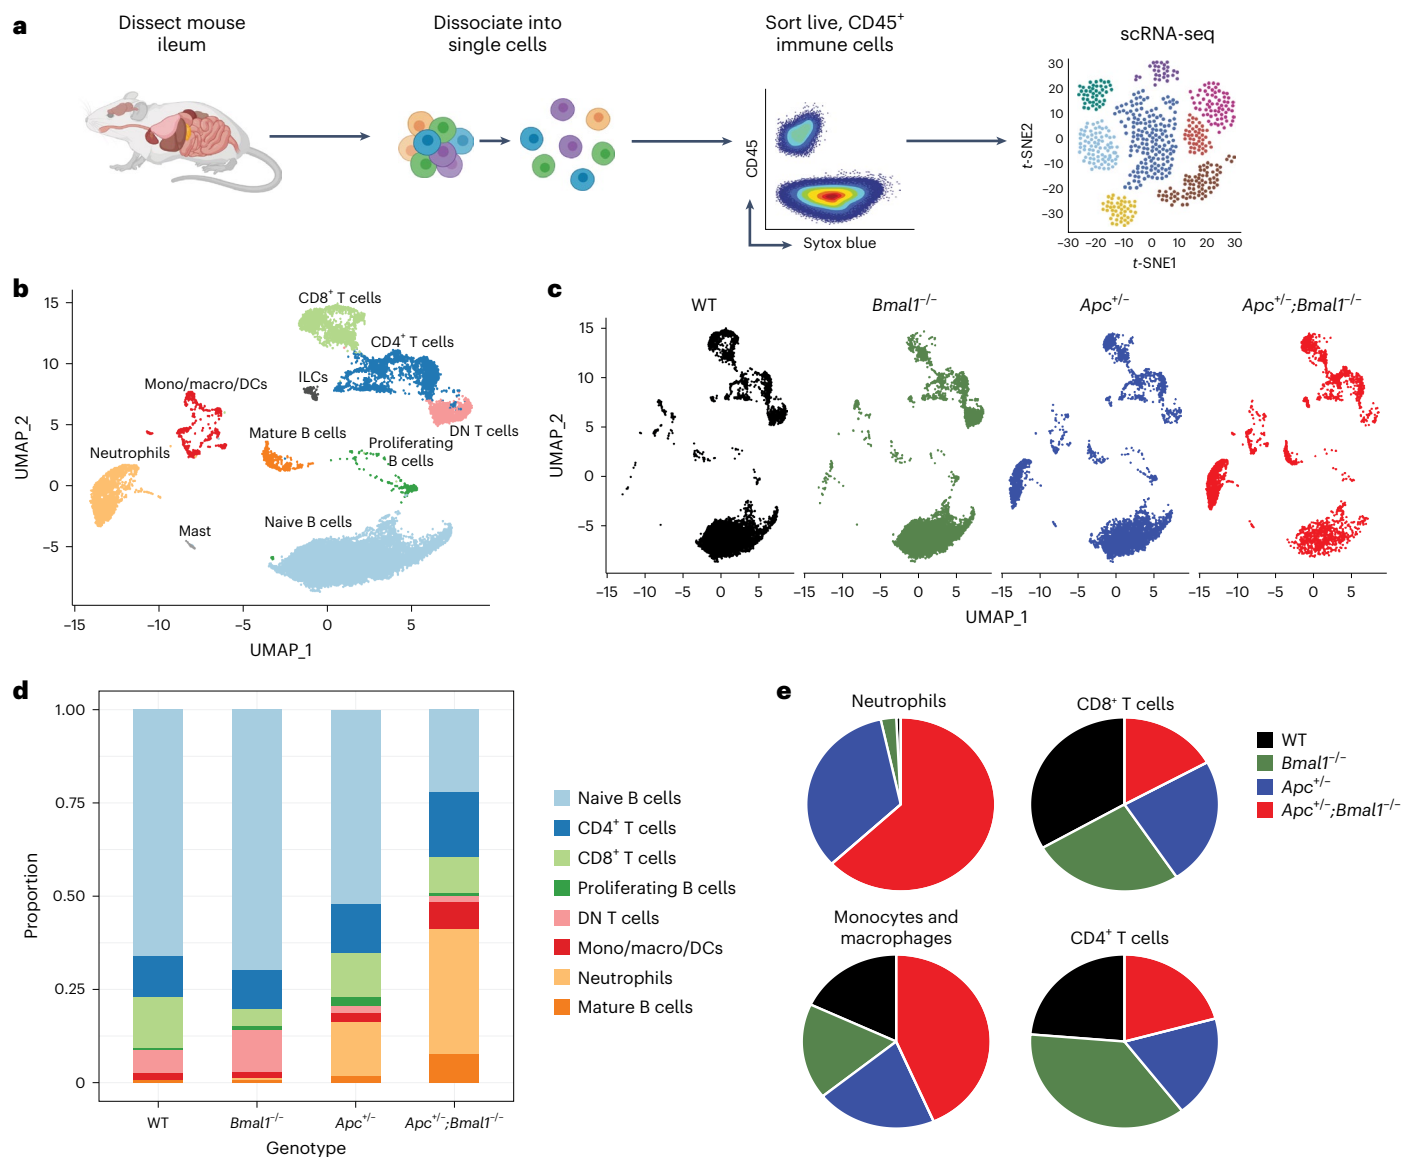 a
Dissect mouse
ileum
Dissociate into
single cells
Sort live, CD45⁺
immune cells
scRNA-seq
CD45
Sytox blue
t-SNE2
30
20
10
0
−10
−20
−30
−30 −20 −10 0 10 20 30
t-SNE1
b
UMAP_2
15
10
5
0
−5
CD8⁺ T cells
CD4⁺ T cells
ILCs
Mono/macro/DCs
DN T cells
Mature B cells
Proliferating
B cells
Neutrophils
Mast
Naive B cells
−15 −10 −5 0 5
UMAP_1
c
WT
Bmal1⁻/⁻
Apc⁺/⁻
Apc⁺/⁻;Bmal1⁻/⁻
UMAP_2
15
10
5
0
−5
−15 −10 −5 0 5
−15 −10 −5 0 5
−15 −10 −5 0 5
−15 −10 −5 0 5
UMAP_1
d
Proportion
1.00
0.75
0.50
0.25
0
WT
Bmal1⁻/⁻
Apc⁺/⁻
Apc⁺/⁻;Bmal1⁻/⁻
Genotype
Naive B cells
CD4⁺ T cells
CD8⁺ T cells
Proliferating B cells
DN T cells
Mono/macro/DCs
Neutrophils
Mature B cells
e
Neutrophils
CD8⁺ T cells
Monocytes and
macrophages
CD4⁺ T cells
WT
Bmal1⁻/⁻
Apc⁺/⁻
Apc⁺/⁻;Bmal1⁻/⁻